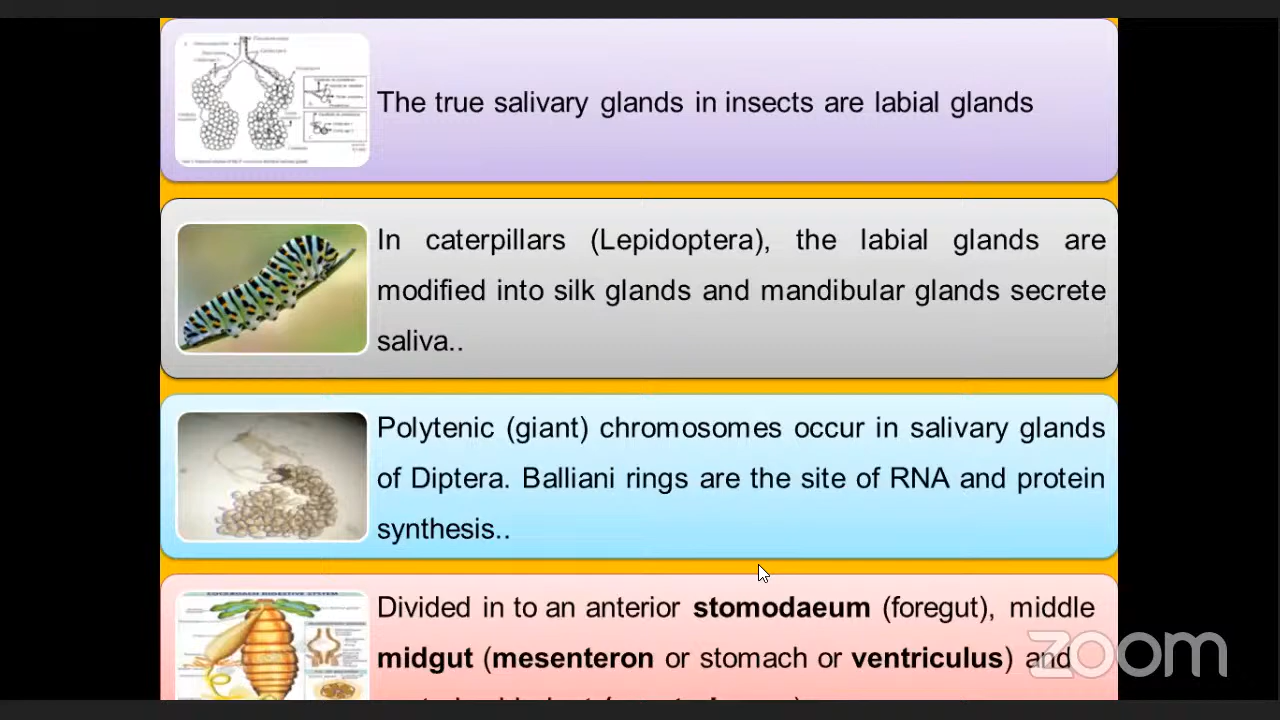 The true salivary glands in insects are labial glands
In caterpillars (Lepidoptera), the labial glands are
modified into silk glands and mandibular glands secrete
saliva..
Polytenic (giant) chromosomes occur in salivary glands
of Diptera. Balliani rings are the site of RNA and protein
synthesis..
COCKROACH DIGESTIVE SYSTEM
Divided in to an anterior stomodaeum (foregut), middle
midgut (mesenteron or stomach or ventriculus) and
zoom